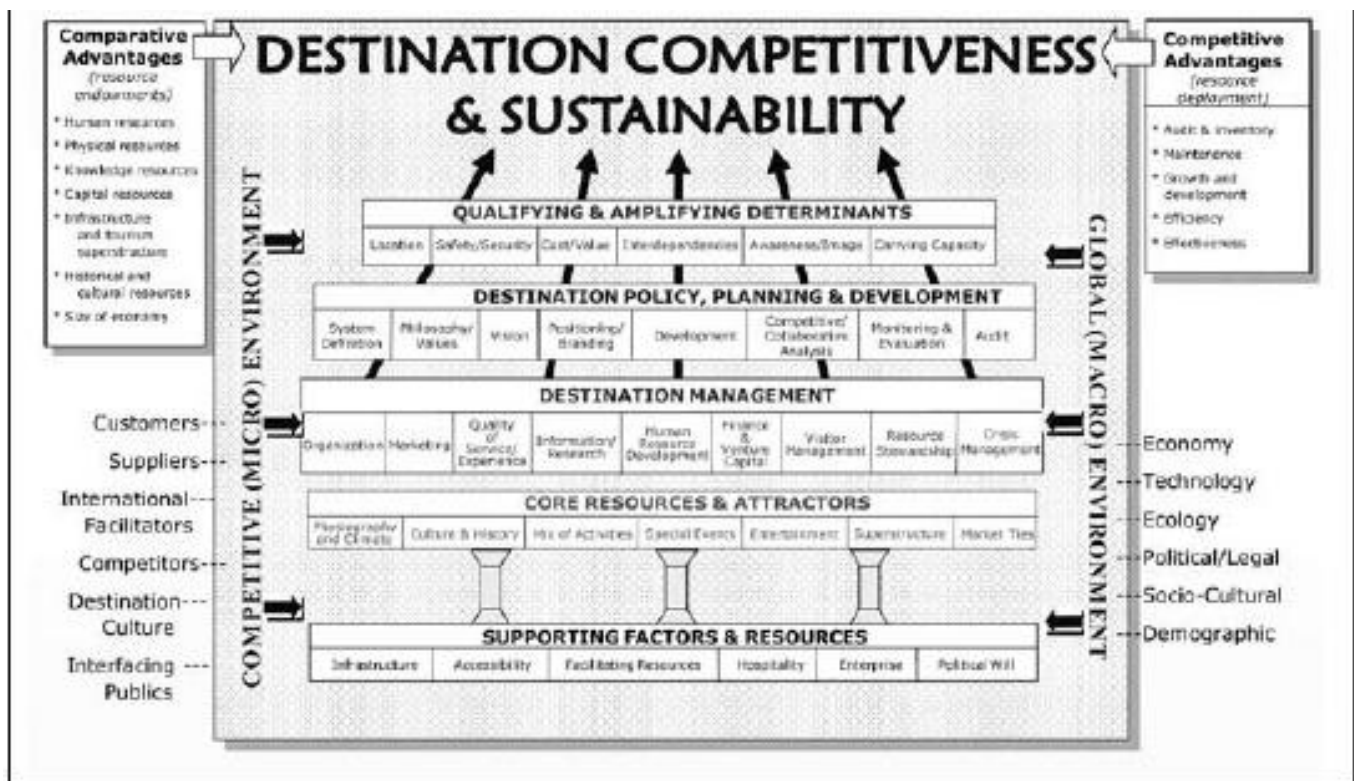 Comparative
Advantages
(resource
endowments)
* Human resources
* Physical resources
* Knowledge resources
* Capital resources
* Infrastructure
and tourism
superstructure
* Historical and
cultural resources
* Size of economy
DESTINATION COMPETITIVENESS
& SUSTAINABILITY
Competitive
Advantages
(resource
deployment)
* Audit & inventory
* Maintenance
* Growth and
development
* Efficiency
* Effectiveness
COMPETITIVE (MICRO) ENVIRONMENT
GLOBAL (MACRO) ENVIRONMENT
QUALIFYING & AMPLIFYING DETERMINANTS
Location
Safety/Security
Cost/Value
Interdependencies
Awareness/Image
Carrying Capacity
DESTINATION POLICY, PLANNING & DEVELOPMENT
System
Definition
Philosophy/
Values
Vision
Positioning/
Branding
Development
Competitive/
Collaborative
Analysis
Monitoring &
Evaluation
Audit
DESTINATION MANAGEMENT
Organization
Marketing
Quality
of
Service/
Experience
Information/
Research
Human
Resource
Development
Finance
&
Venture
Capital
Visitor
Management
Resource
Stewardship
Crisis
Management
CORE RESOURCES & ATTRACTORS
Physiography
and Climate
Culture & History
Mix of Activities
Special Events
Entertainment
Superstructure
Market Ties
SUPPORTING FACTORS & RESOURCES
Infrastructure
Accessibility
Facilitating Resources
Hospitality
Enterprise
Political Will
Customers
Suppliers
International
Facilitators
Competitors
Destination
Culture
Interfacing
Publics
Economy
Technology
Ecology
Political/Legal
Socio-Cultural
Demographic